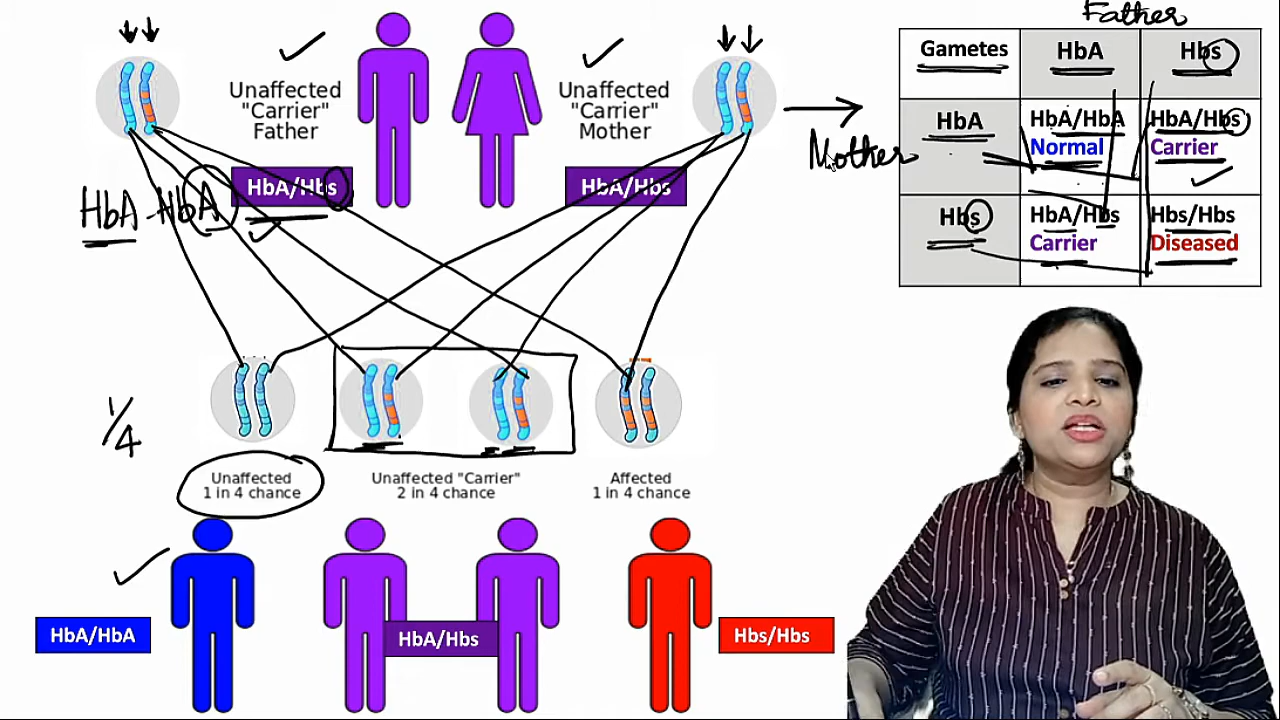 Father
Unaffected
"Carrier"
Father
Unaffected
"Carrier"
Mother
Gametes HbA Hbs
HbA HbA/HbA HbA/Hbs
Normal Carrier
Mother
Hbs HbA/Hbs Hbs/Hbs
Carrier Diseased
HbA/Hbs HbA/Hbs
HbA - HbA
1/4
Unaffected
1 in 4 chance
Unaffected "Carrier"
2 in 4 chance
Affected
1 in 4 chance
HbA/HbA HbA/Hbs Hbs/Hbs